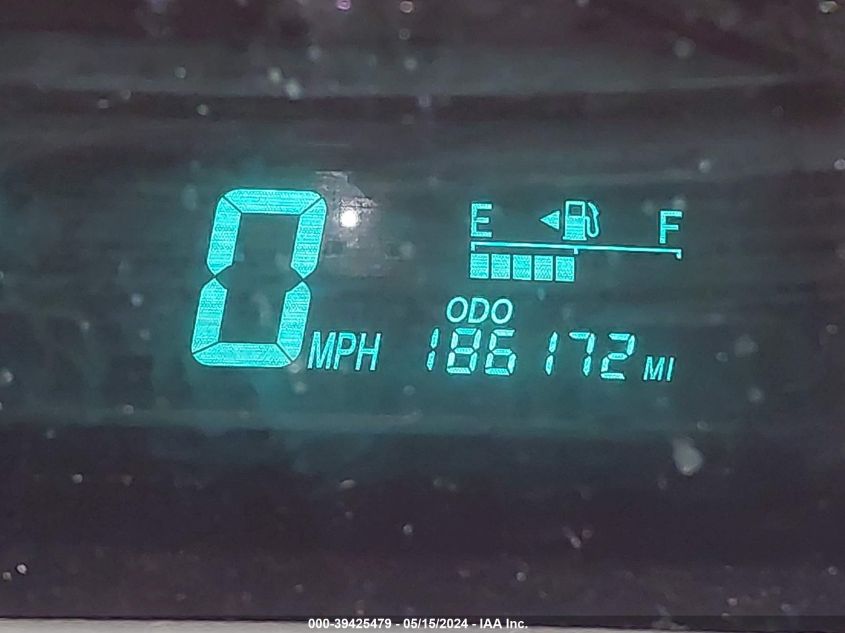 E F
0 MPH
ODO
186172 MI
000-39425479 - 05/15/2024 - IAA Inc.